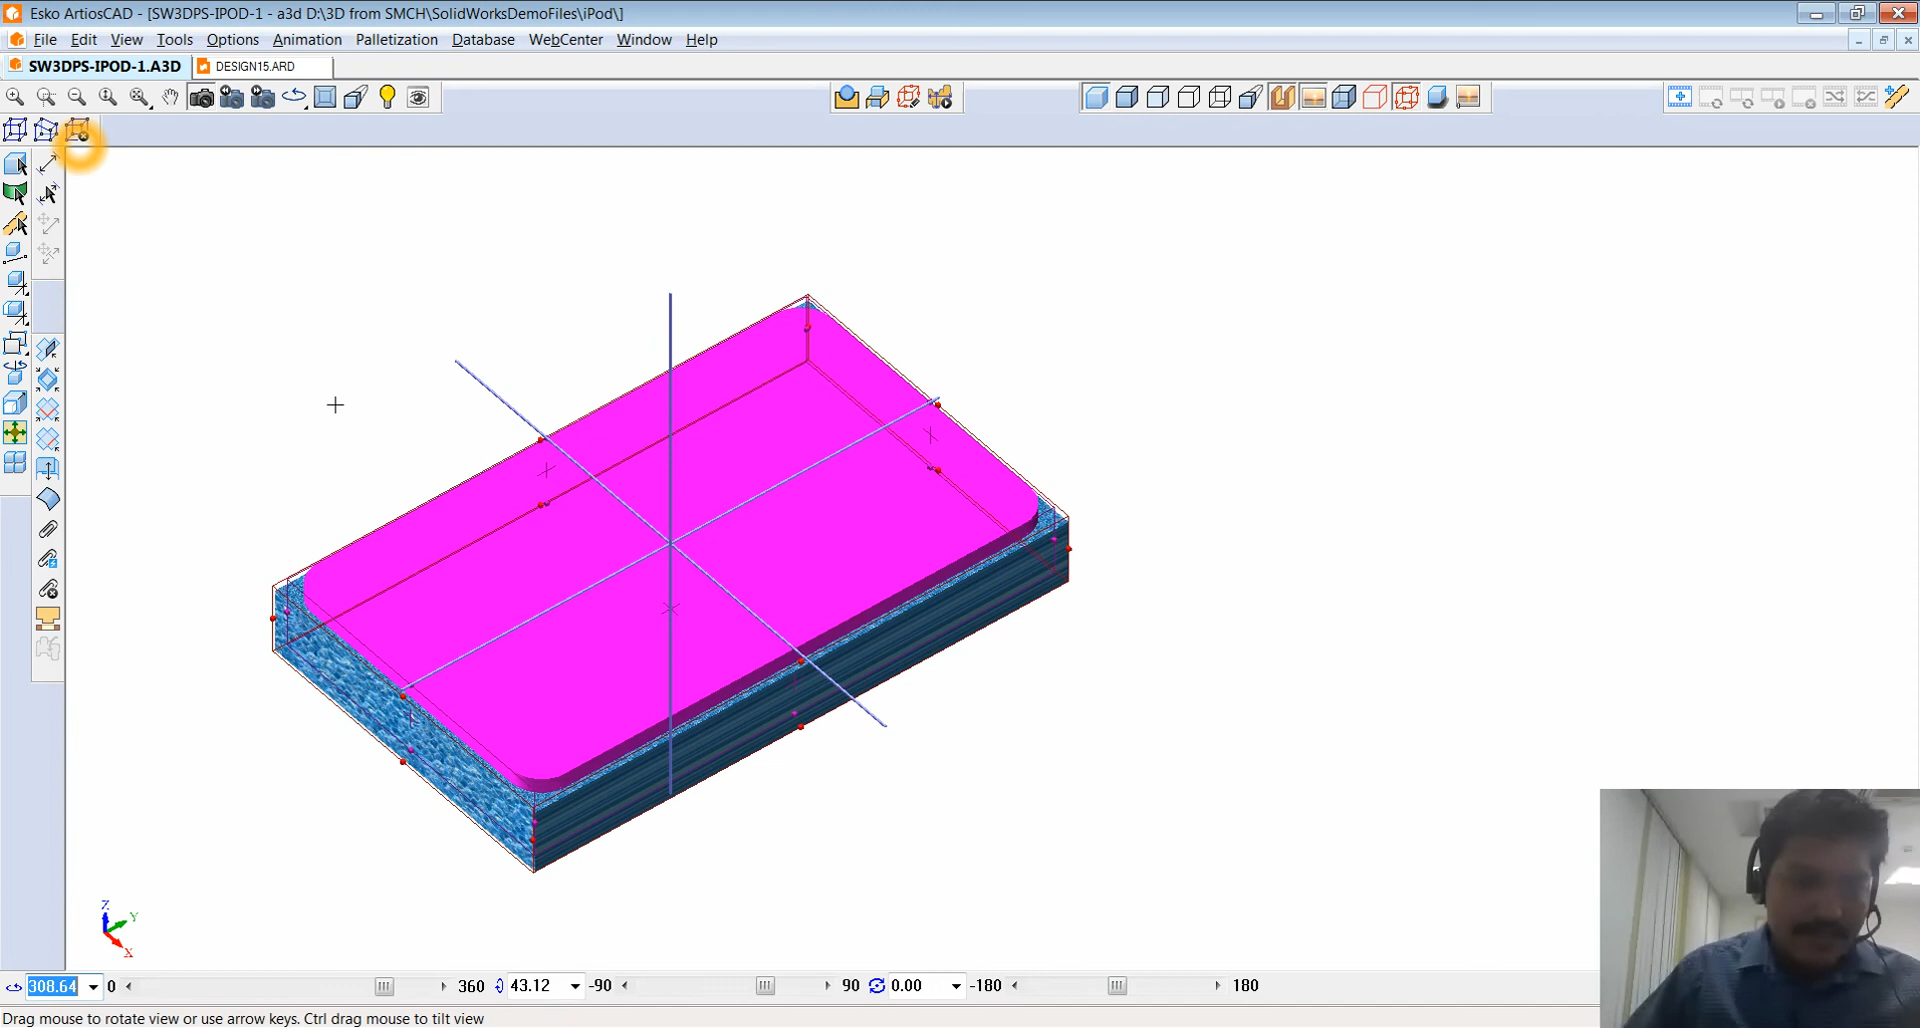 Esko ArtiosCAD - [SW3DPS-IPOD-1 - a3d D:\3D from SMCH\SolidWorksDemoFiles\iPod\]
File Edit View Tools Options Animation Palletization Database WebCenter Window Help
SW3DPS-IPOD-1.A3D DESIGN15.ARD
Z
Y
X
308.64 0 360 43.12 -90 90 0.00 -180 180
Drag mouse to rotate view or use arrow keys. Ctrl drag mouse to tilt view